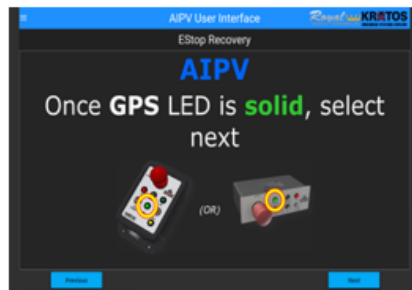 AIPV User Interface
Royal KRATOS
EStop Recovery
AIPV
Once GPS LED is solid, select
next
(OR)
Previous
Next